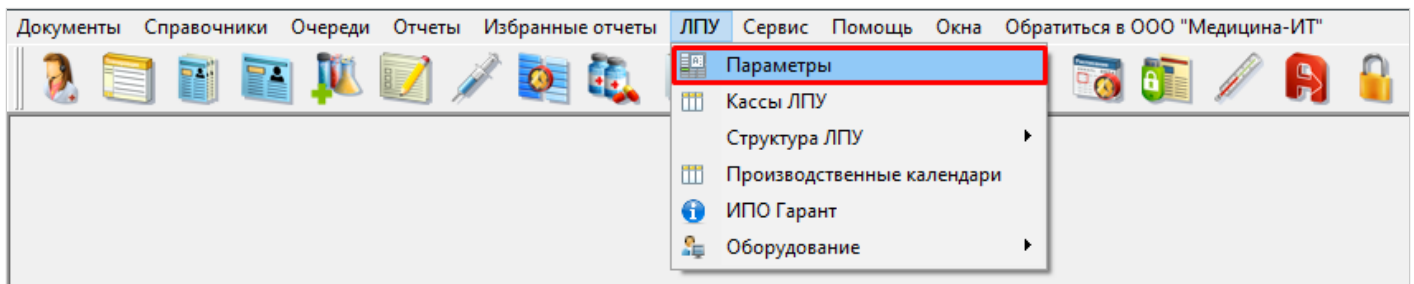 Документы Справочники Очереди Отчеты Избранные отчеты ЛПУ Сервис Помощь Окна Обратиться в ООО "Медицина-ИТ"
Параметры
Кассы ЛПУ
Структура ЛПУ
Производственные календари
ИПО Гарант
Оборудование